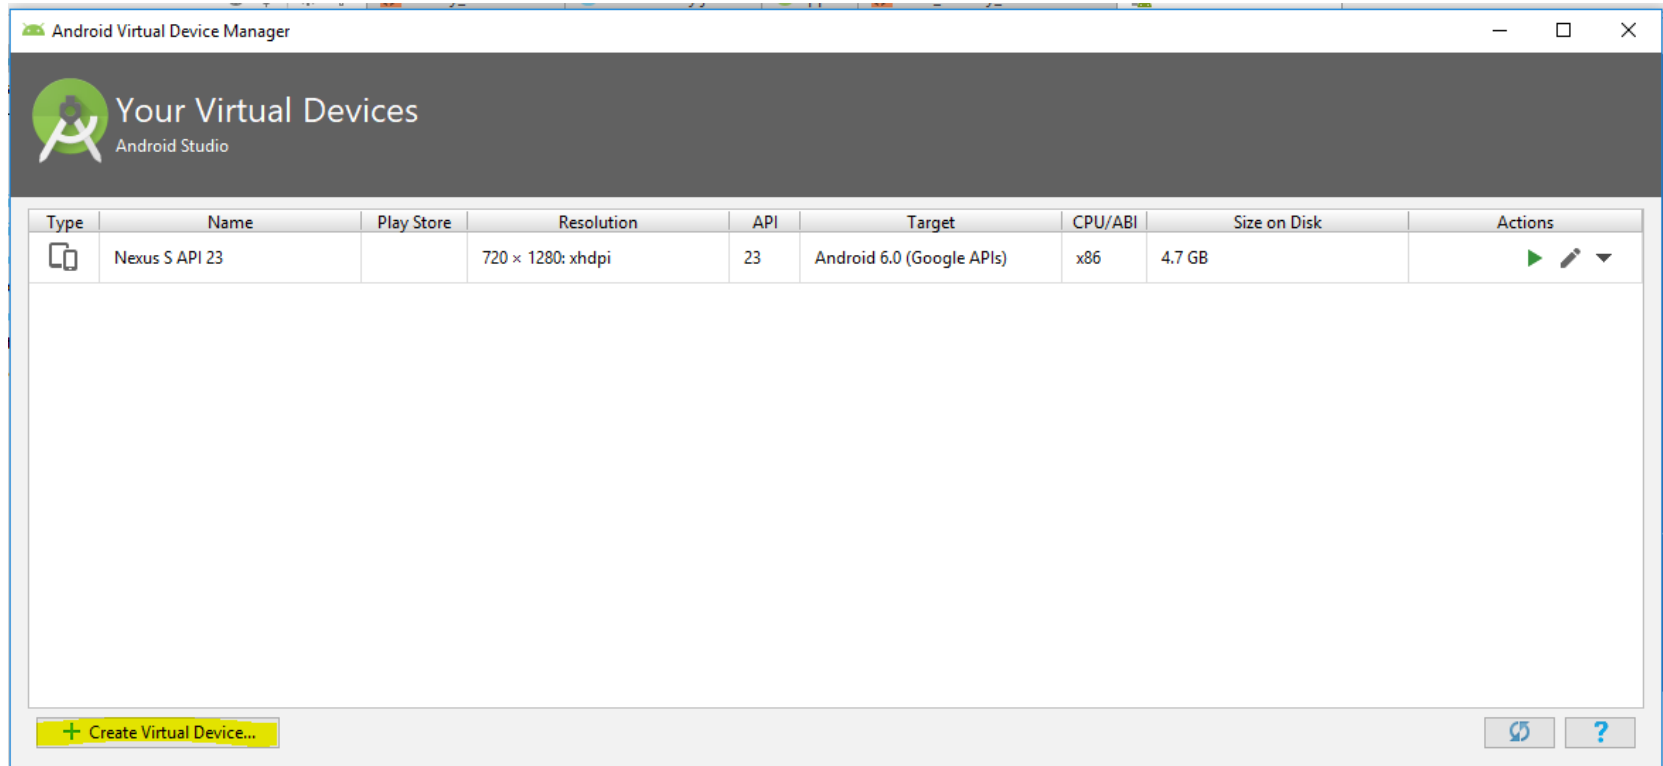 Android Virtual Device Manager
Your Virtual Devices
Android Studio
Type Name Play Store Resolution API Target CPU/ABI Size on Disk Actions
Nexus S API 23 720 × 1280: xhdpi 23 Android 6.0 (Google APIs) x86 4.7 GB
+ Create Virtual Device... ?